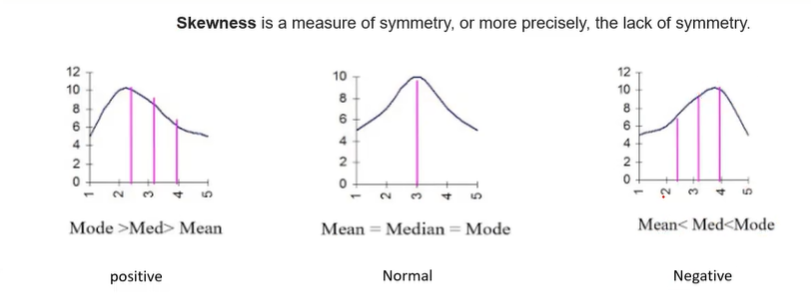 Skewness is a measure of symmetry, or more precisely, the lack of symmetry.
12
10
8
6
4
2
0
1 2 3 4 5
Mode >Med> Mean
positive
10
8
6
4
2
0
1 2 3 4 5
Mean = Median = Mode
Normal
12
10
8
6
4
2
0
1 2 3 4 5
Mean< Med<Mode
Negative